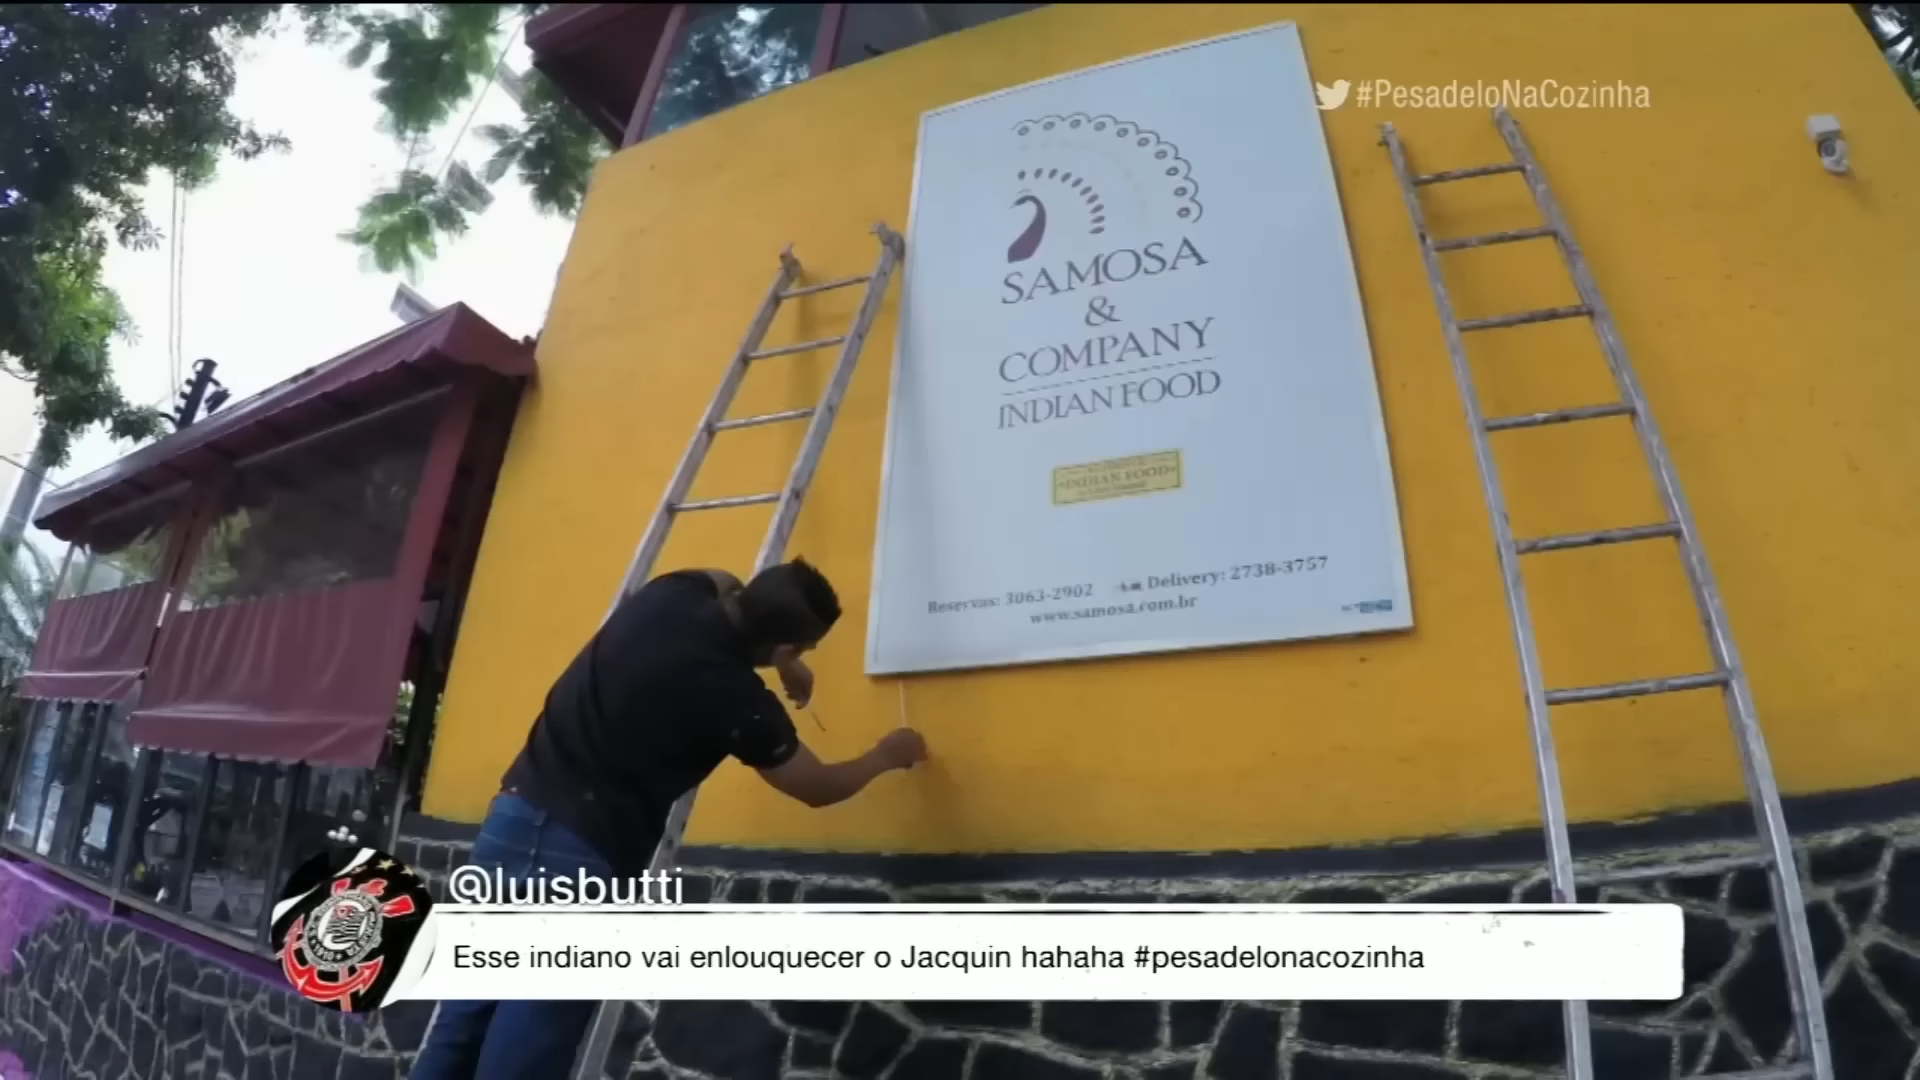 #PesadeloNaCozinha
SAMOSA
&
COMPANY
INDIAN FOOD
INDIAN FOOD
Reservas: 3063-2902 Delivery: 2738-3757
www.samosa.com.br
@luisbutti
Esse indiano vai enlouquecer o Jacquin hahaha #pesadelonacozinha